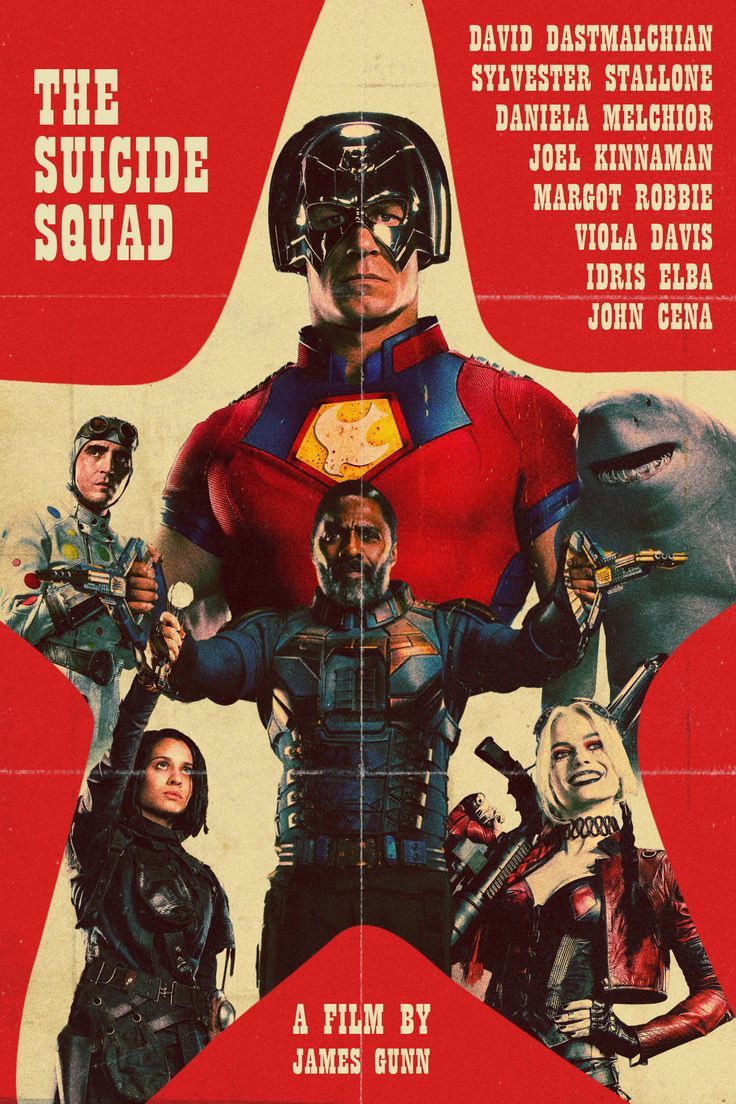 THE
SUICIDE
SQUAD
DAVID DASTMALCHIAN
SYLVESTER STALLONE
DANIELA MELCHIOR
JOEL KINNAMAN
MARGOT ROBBIE
VIOLA DAVIS
IDRIS ELBA
JOHN CENA
A FILM BY
JAMES GUNN